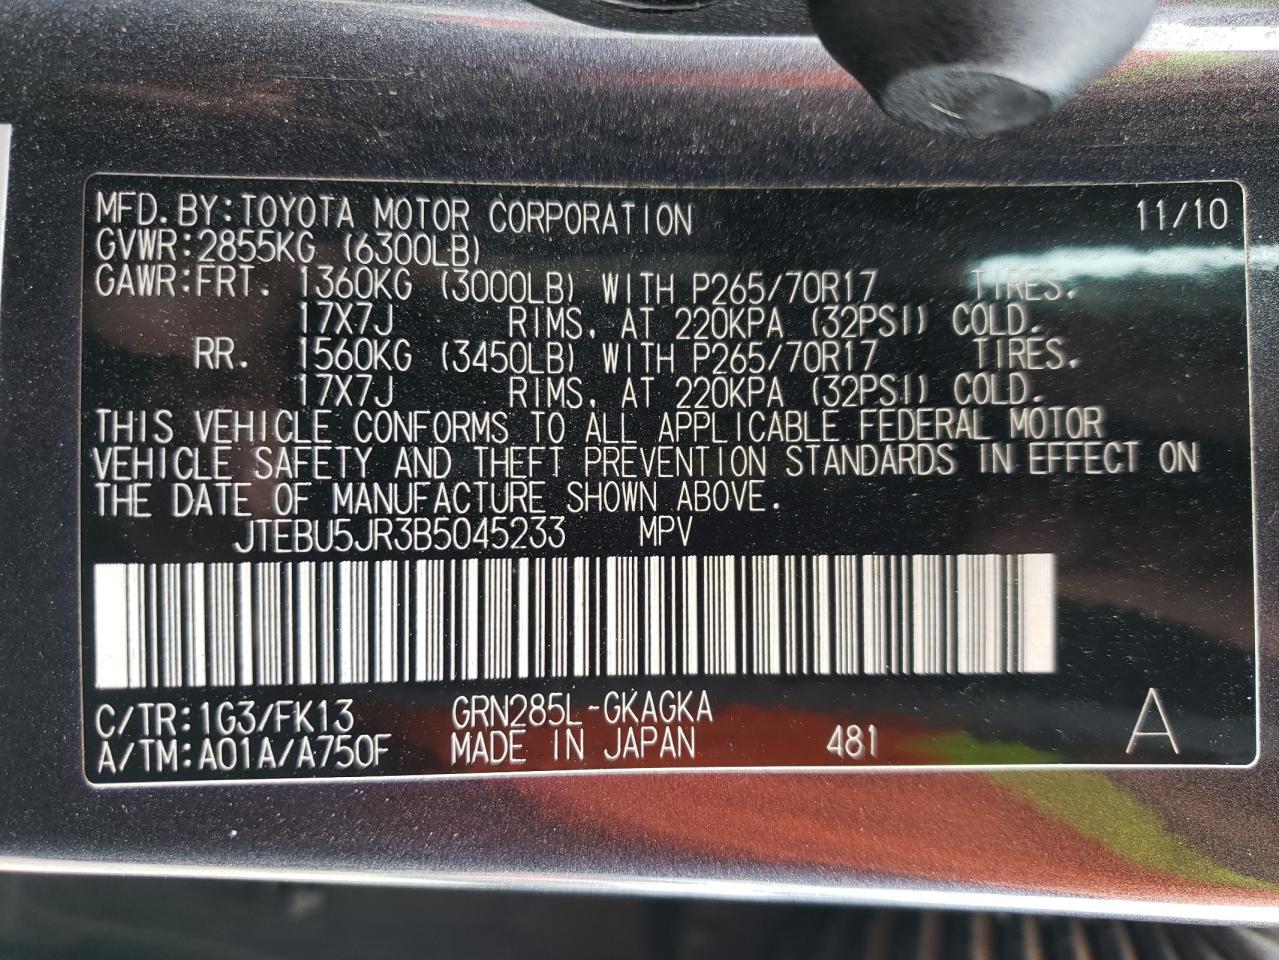 MFD. BY: TOYOTA MOTOR CORPORATION 11/10
GVWR: 2855KG (6300LB)
GAWR: FRT. 1360KG (3000LB) WITH P265/70R17 TIRES.
17X7J RIMS, AT 220KPA (32PSI) COLD.
RR. 1560KG (3450LB) WITH P265/70R17 TIRES.
17X7J RIMS, AT 220KPA (32PSI) COLD.
THIS VEHICLE CONFORMS TO ALL APPLICABLE FEDERAL MOTOR
VEHICLE SAFETY AND THEFT PREVENTION STANDARDS IN EFFECT ON
THE DATE OF MANUFACTURE SHOWN ABOVE.
JTEBU5JR3B5045233 MPV
C/TR: 1G3/FK13 GRN285L-GKAGKA
A/TM: A01A/A750F MADE IN JAPAN 481 A